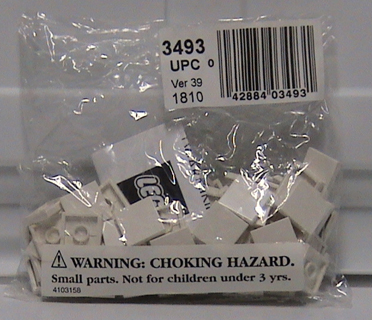 3493
UPC 0
Ver 39
1810
42884 03493
⚠ WARNING: CHOKING HAZARD.
Small parts. Not for children under 3 yrs.
4103158